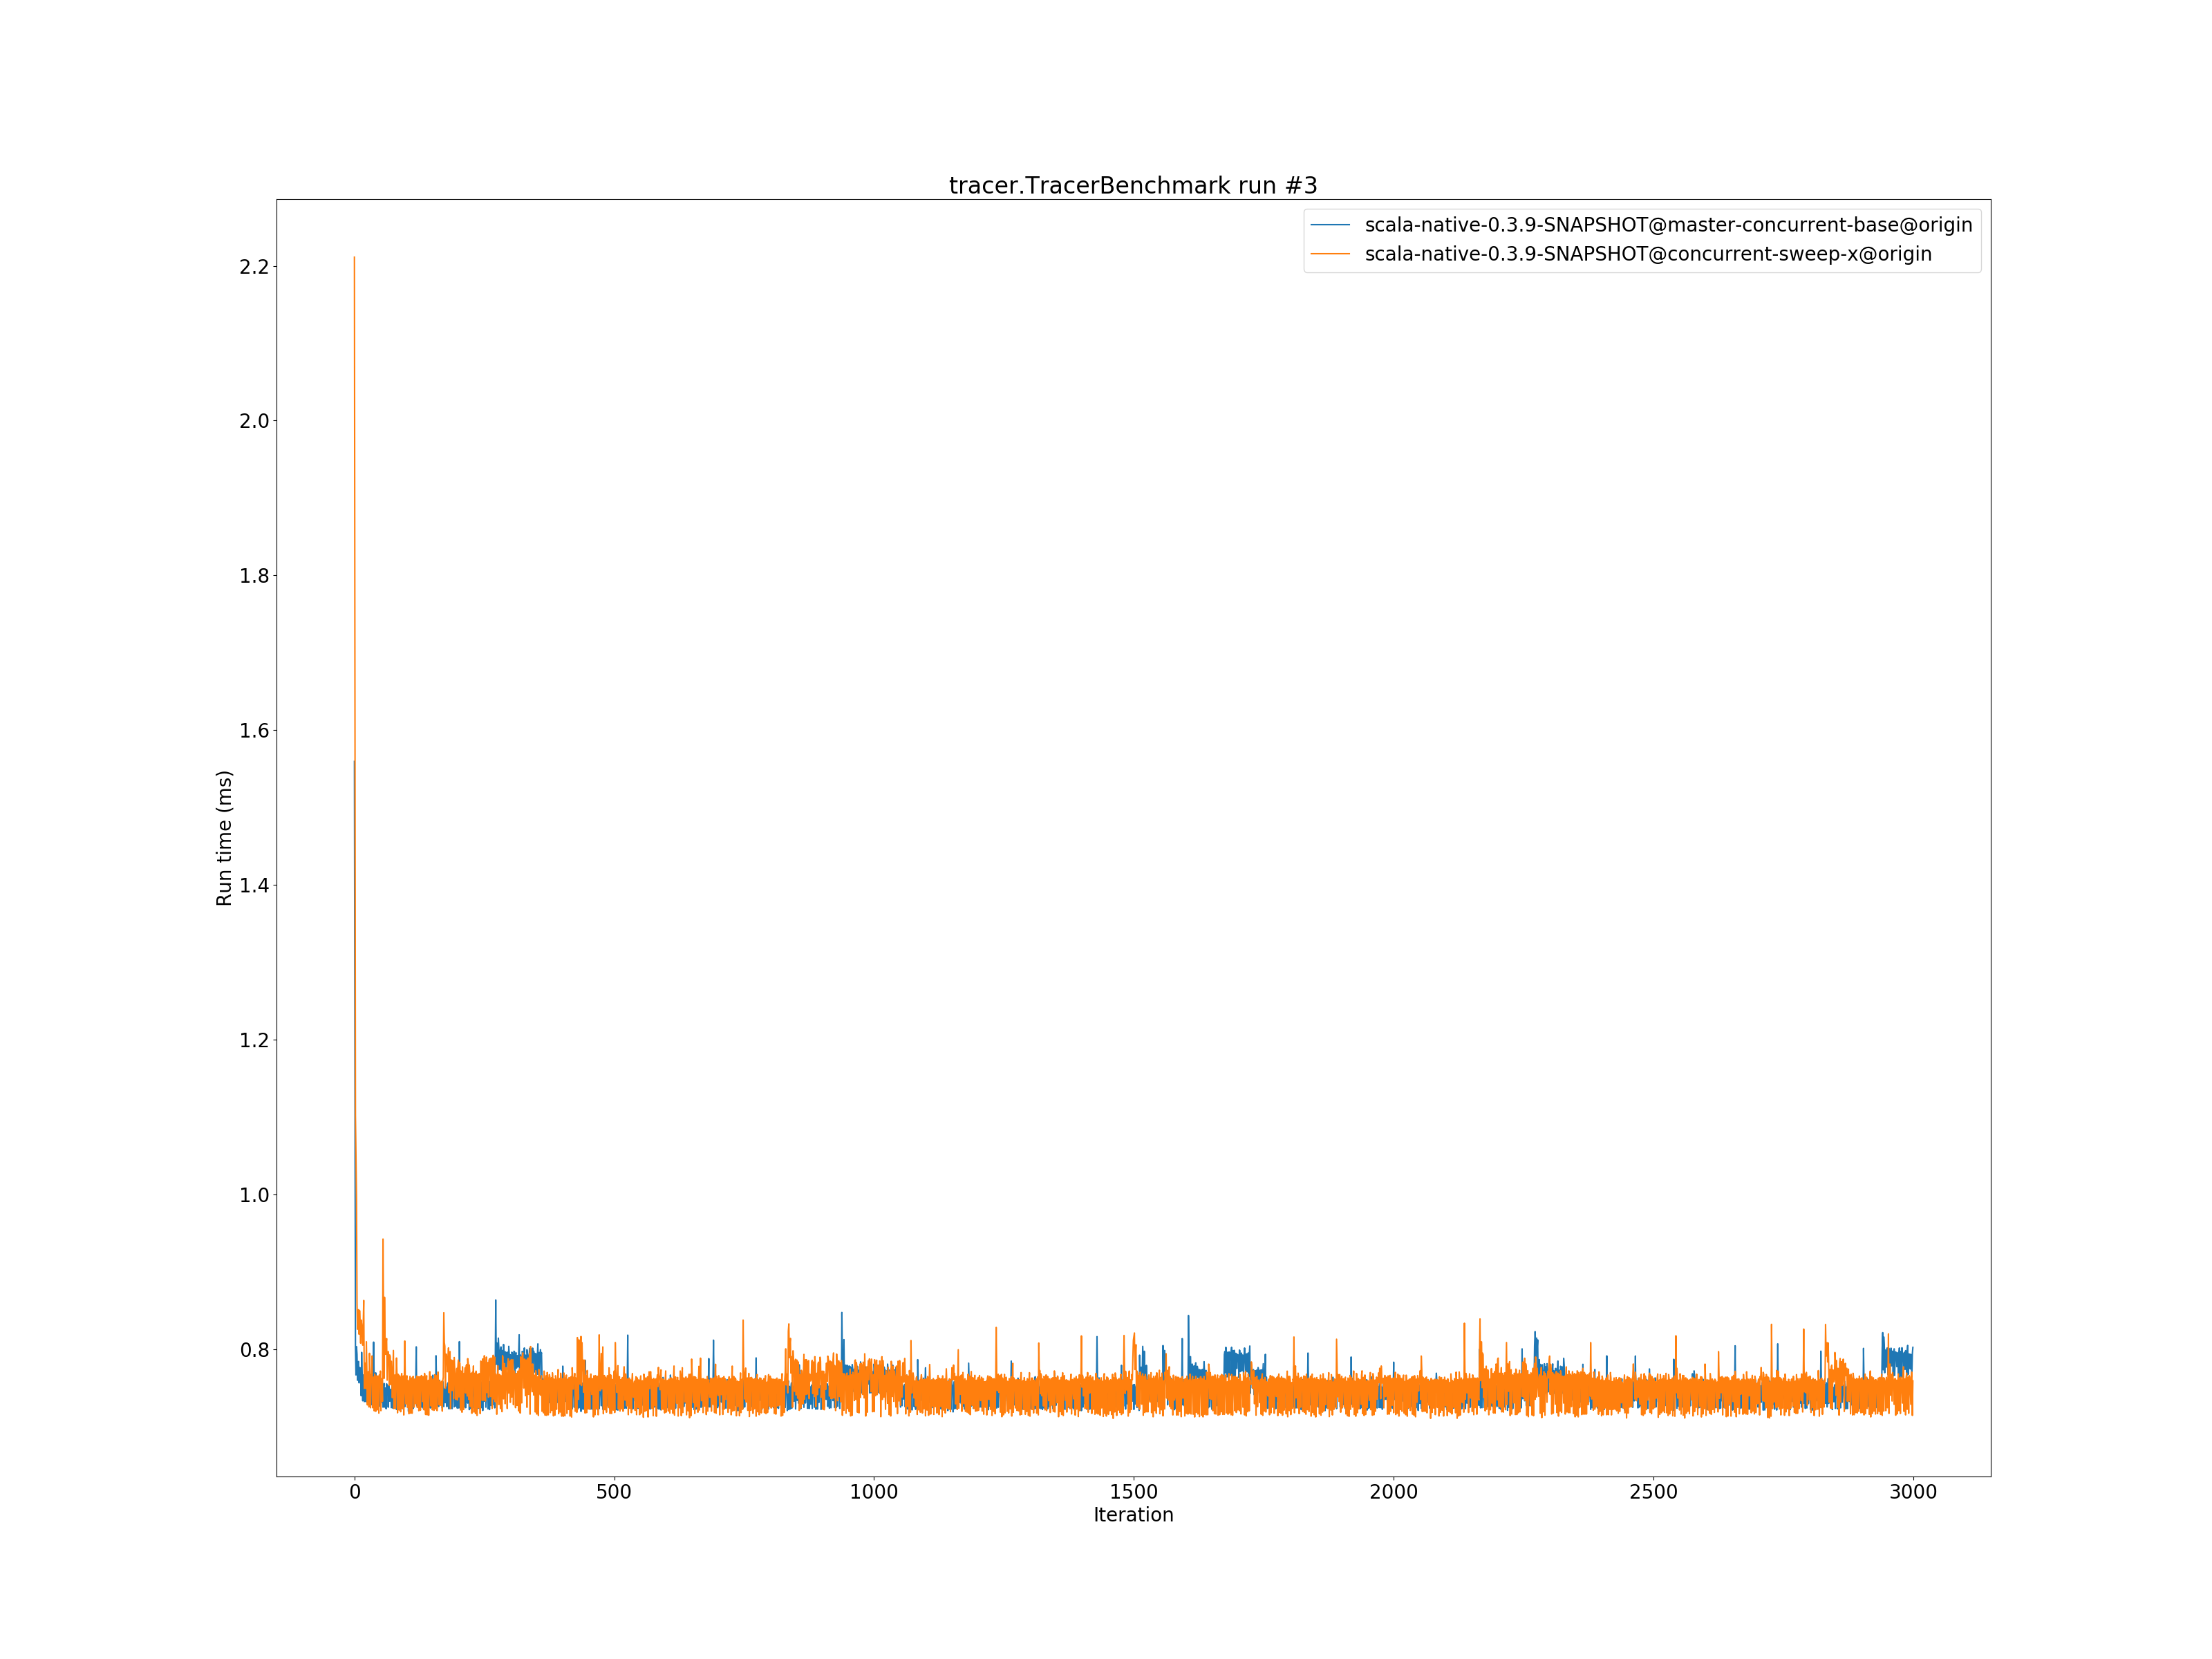 tracer.TracerBenchmark run #3
scala-native-0.3.9-SNAPSHOT@master-concurrent-base@origin
scala-native-0.3.9-SNAPSHOT@concurrent-sweep-x@origin
2.2
2.0
1.8
1.6
1.4
1.2
1.0
0.8
Run time (ms)
0 500 1000 1500 2000 2500 3000
Iteration